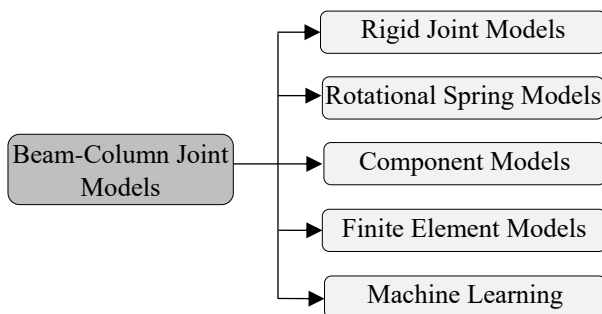 Rigid Joint Models
Rotational Spring Models
Beam-Column Joint
Models
Component Models
Finite Element Models
Machine Learning